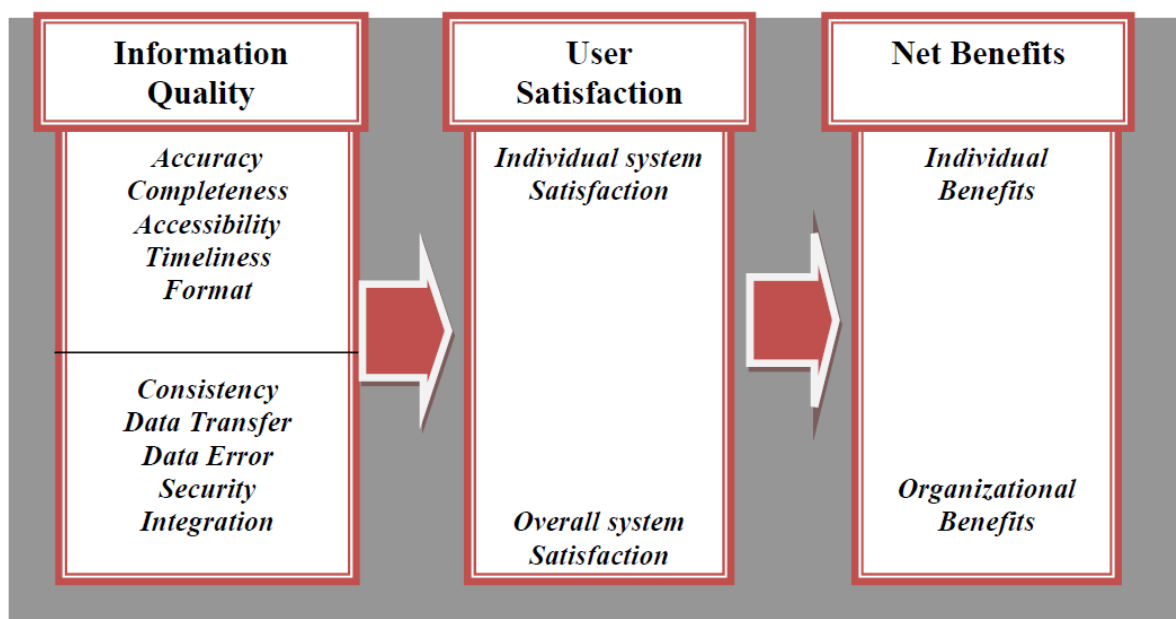 Information
Quality
Accuracy
Completeness
Accessibility
Timeliness
Format
Consistency
Data Transfer
Data Error
Security
Integration
User
Satisfaction
Individual system
Satisfaction
Overall system
Satisfaction
Net Benefits
Individual
Benefits
Organizational
Benefits